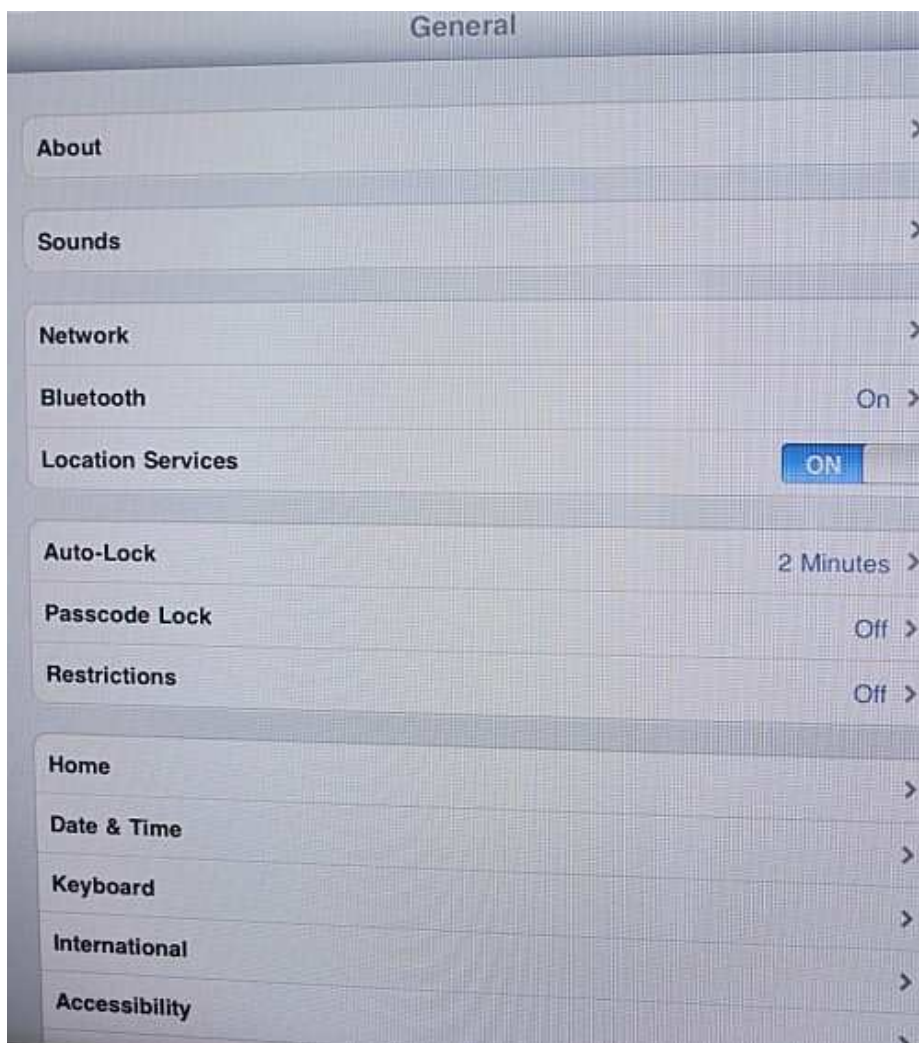 General
About
Sounds
Network
Bluetooth On
Location Services ON
Auto-Lock 2 Minutes
Passcode Lock Off
Restrictions Off
Home
Date & Time
Keyboard
International
Accessibility